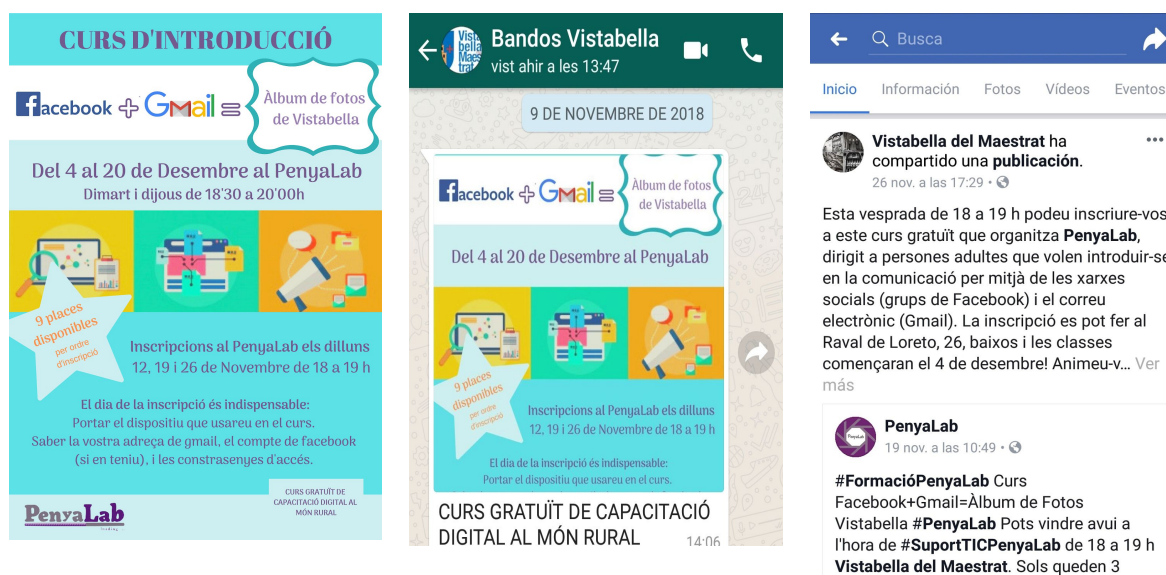 CURS D'INTRODUCCIÓ
facebook + Gmail =
Àlbum de fotos
de Vistabella
Del 4 al 20 de Desembre al PenyaLab
Dimart i dijous de 18'30 a 20'00h
9 places
disponibles
per ordre
d'inscripció
Inscripcions al PenyaLab els dilluns
12, 19 i 26 de Novembre de 18 a 19 h
El dia de la inscripció és indispensable:
Portar el dispositiu que usareu en el curs.
Saber la vostra adreça de gmail, el compte de facebook
(si en teniu), i les constrasenyes d'accés.
CURS GRATUÏT DE
CAPACITACIÓ DIGITAL AL
MÓN RURAL
PenyaLab
Bandos Vistabella
vist ahir a les 13:47
9 DE NOVEMBRE DE 2018
facebook + Gmail =
Àlbum de fotos
de Vistabella
Del 4 al 20 de Desembre al PenyaLab
9 places
disponibles
per ordre
d'inscripció
Inscripcions al PenyaLab els dilluns
12, 19 i 26 de Novembre de 18 a 19 h
El dia de la inscripció és indispensable:
Portar el dispositiu que usareu en el curs.
CURS GRATUÏT DE CAPACITACIÓ
DIGITAL AL MÓN RURAL
14:06
Busca
Inicio Información Fotos Vídeos Eventos
Vistabella del Maestrat ha
compartido una publicación.
26 nov. a las 17:29
Esta vesprada de 18 a 19 h podeu inscriure-vos
a este curs gratuït que organitza PenyaLab,
dirigit a persones adultes que volen introduir-se
en la comunicació per mitjà de les xarxes
socials (grups de Facebook) i el correu
electrònic (Gmail). La inscripció es pot fer al
Raval de Loreto, 26, baixos i les classes
començaran el 4 de desembre! Animeu-v... Ver
más
PenyaLab
19 nov. a las 10:49
#FormacióPenyaLab Curs
Facebook+Gmail=Àlbum de Fotos
Vistabella #PenyaLab Pots vindre avui a
l'hora de #SuportTICPenyaLab de 18 a 19 h
Vistabella del Maestrat. Sols queden 3